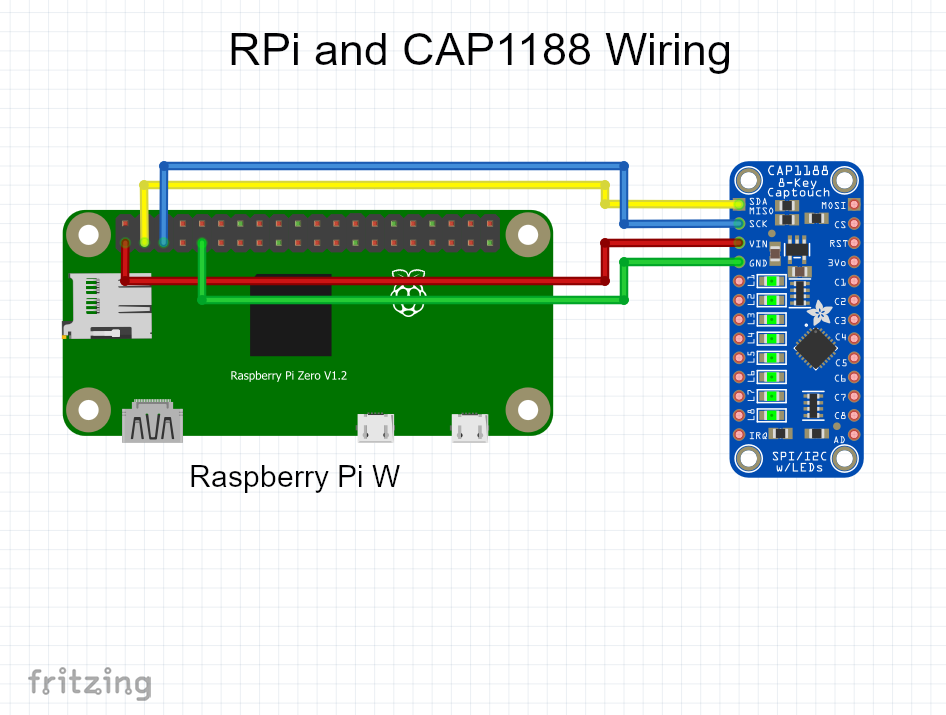 RPi and CAP1188 Wiring
CAP1188
8-Key
Captouch
SDA
MISO
SCK
VIN
GND
L1
L2
L3
L4
L5
L6
L7
L8
IRQ
MOSI
CS
RST
3Vo
C1
C2
C3
C4
C5
C6
C7
C8
AD
SPI/I2C
w/LEDs
Raspberry Pi Zero V1.2
Raspberry Pi W
fritzing